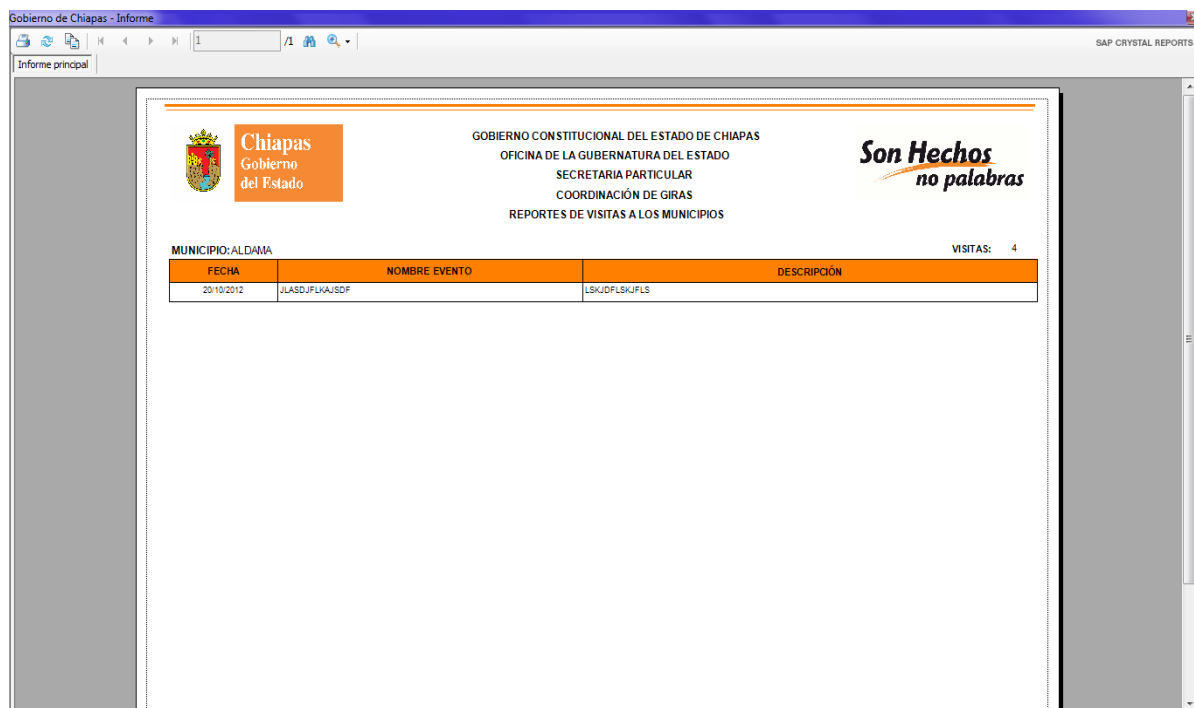 Gobierno de Chiapas - Informe
1 /1 SAP CRYSTAL REPORTS
Informe principal
Chiapas
Gobierno
del Estado
GOBIERNO CONSTITUCIONAL DEL ESTADO DE CHIAPAS
OFICINA DE LA GUBERNATURA DEL ESTADO
SECRETARIA PARTICULAR
COORDINACIÓN DE GIRAS
REPORTES DE VISITAS A LOS MUNICIPIOS
Son Hechos
no palabras
MUNICIPIO: ALDAMA VISITAS: 4
FECHA NOMBRE EVENTO DESCRIPCIÓN
20/10/2012 JLASDJFLKAJSDF LSKJDFLSKJFLS